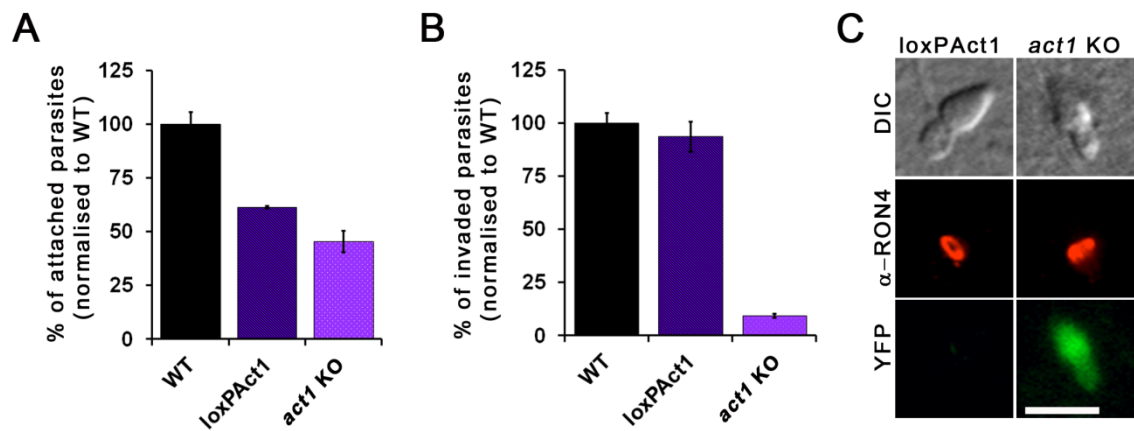 A
% of attached parasites
(normalised to WT)
125
100
75
50
25
0
WT
loxPAct1
act1 KO
B
% of invaded parasites
(normalised to WT)
125
100
75
50
25
0
WT
loxPAct1
act1 KO
C
loxPAct1 act1 KO
DIC
α-RON4
YFP